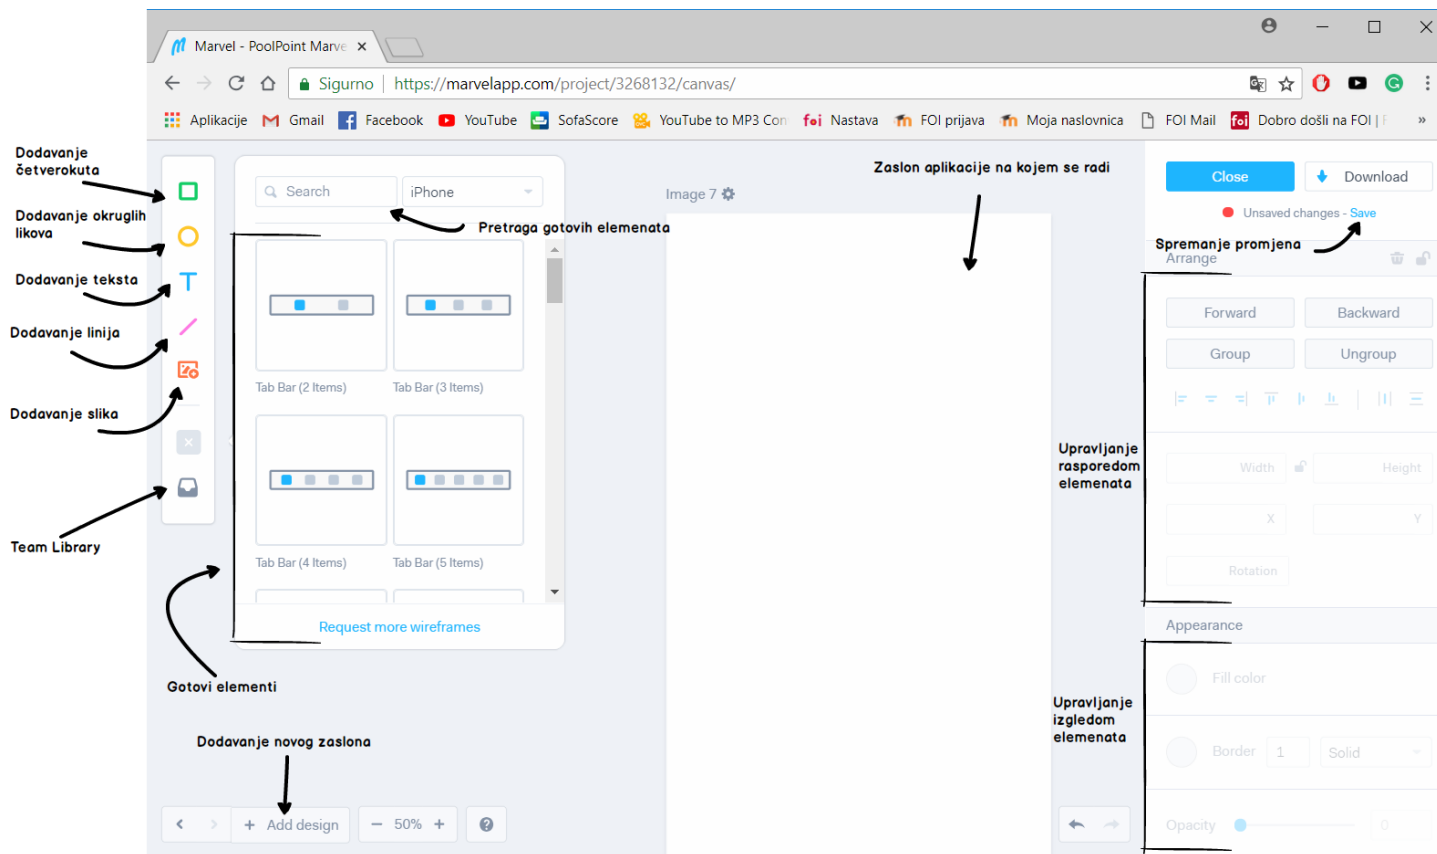 Marvel - PoolPoint Marve
Sigurno | https://marvelapp.com/project/3268132/canvas/
Aplikacije Gmail Facebook YouTube SofaScore YouTube to MP3 Con foi Nastava FOI prijava Moja naslovnica FOI Mail foi Dobro došli na FOI | F »
Dodavanje
četverokuta
Dodavanje okruglih
likova
Dodavanje teksta
Dodavanje linija
Dodavanje slika
Team Library
Search
iPhone
Pretraga gotovih elemenata
Tab Bar (2 Items)
Tab Bar (3 Items)
Tab Bar (4 Items)
Tab Bar (5 Items)
Request more wireframes
Gotovi elementi
Dodavanje novog zaslona
+ Add design
− 50% +
Image 7
Zaslon aplikacije na kojem se radi
Close
Download
Unsaved changes - Save
Spremanje promjena
Arrange
Forward
Backward
Group
Ungroup
Upravljanje
rasporedom
elemenata
Width
Height
X
Y
Rotation
Appearance
Fill color
Upravljanje
izgledom
elemenata
Border 1 Solid
Opacity 0